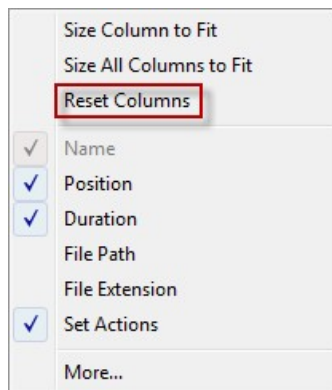 Size Column to Fit
Size All Columns to Fit
Reset Columns
Name
Position
Duration
File Path
File Extension
Set Actions
More...